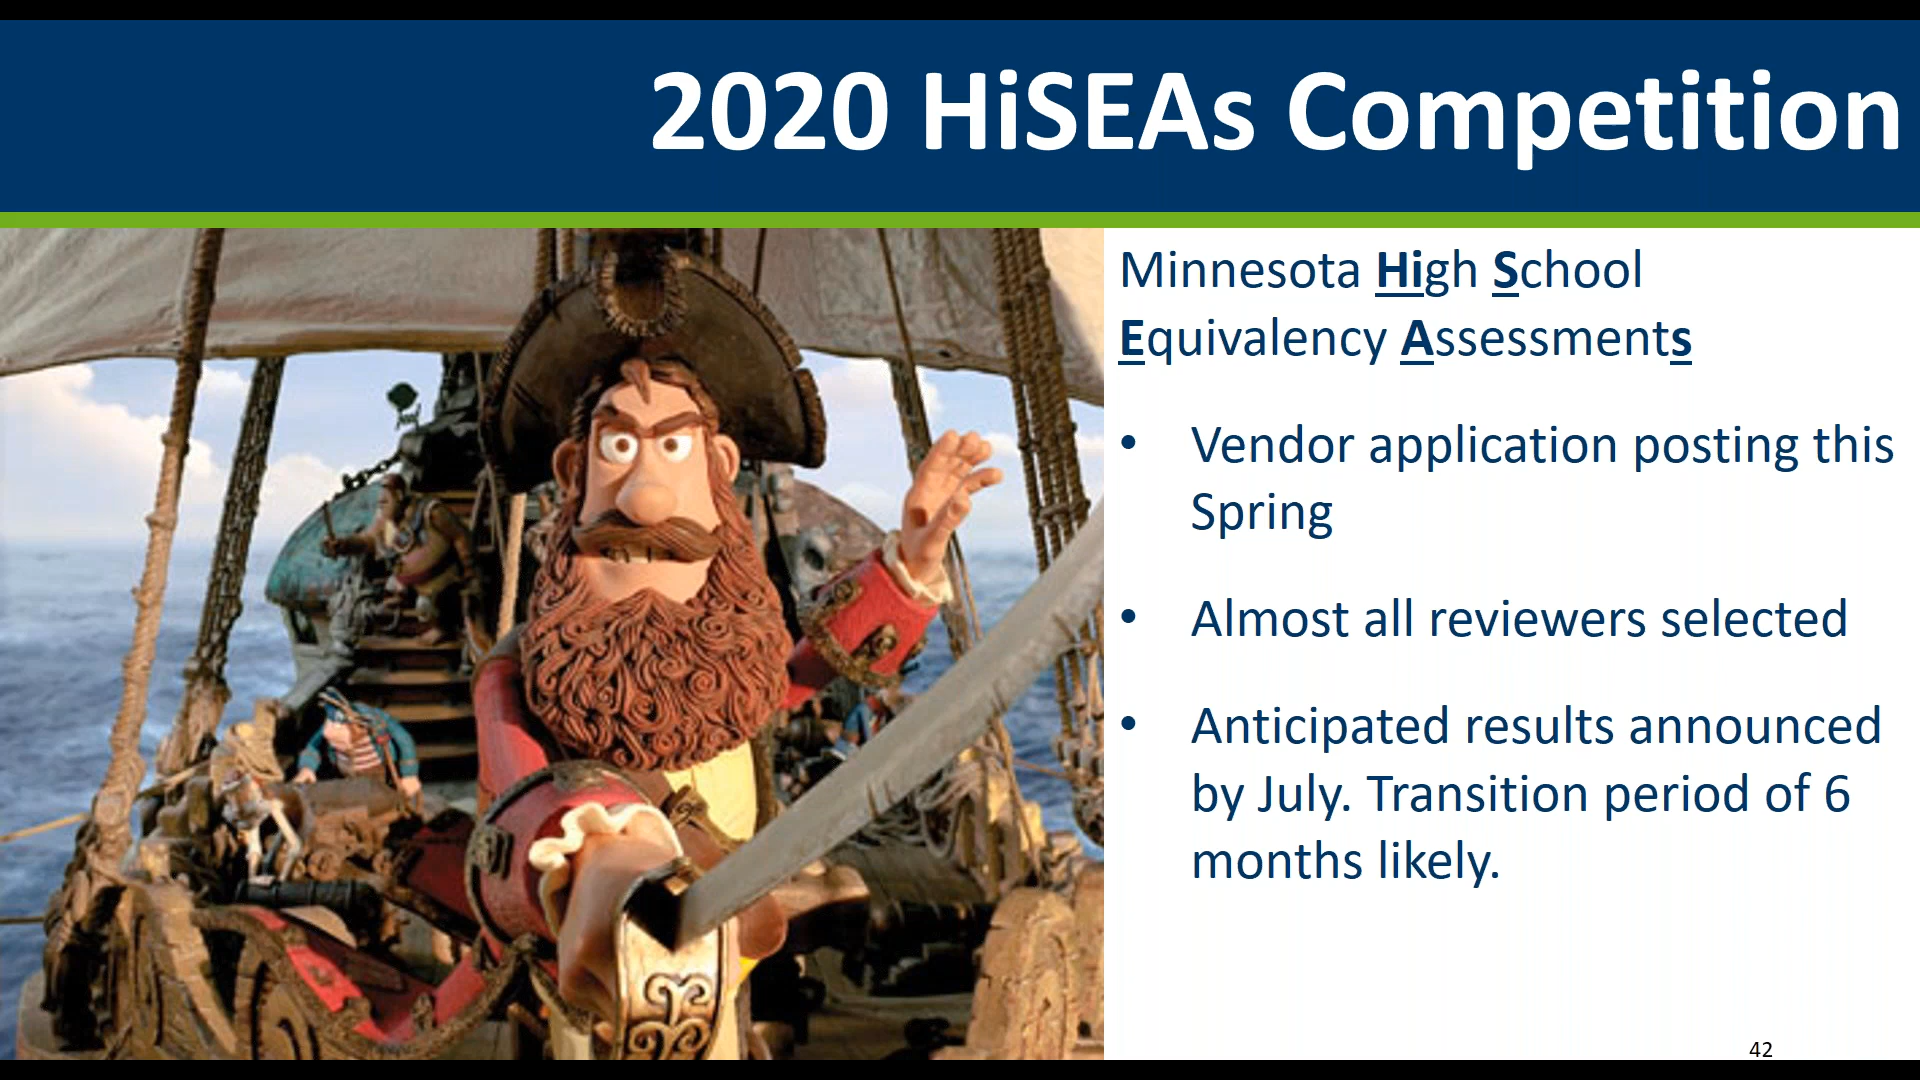 2020 HiSEAs Competition
Minnesota High School
Equivalency Assessments
• Vendor application posting this
Spring
• Almost all reviewers selected
• Anticipated results announced
by July. Transition period of 6
months likely.
42